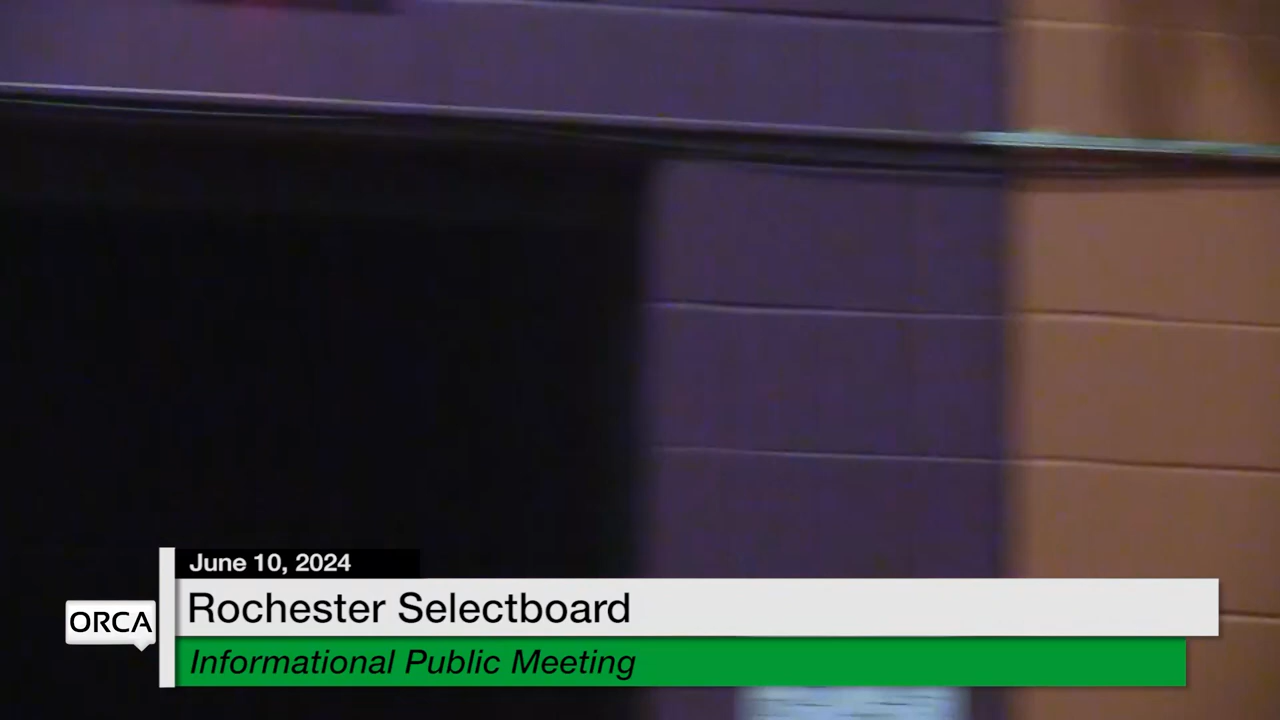 June 10, 2024
Rochester Selectboard
ORCA
Informational Public Meeting